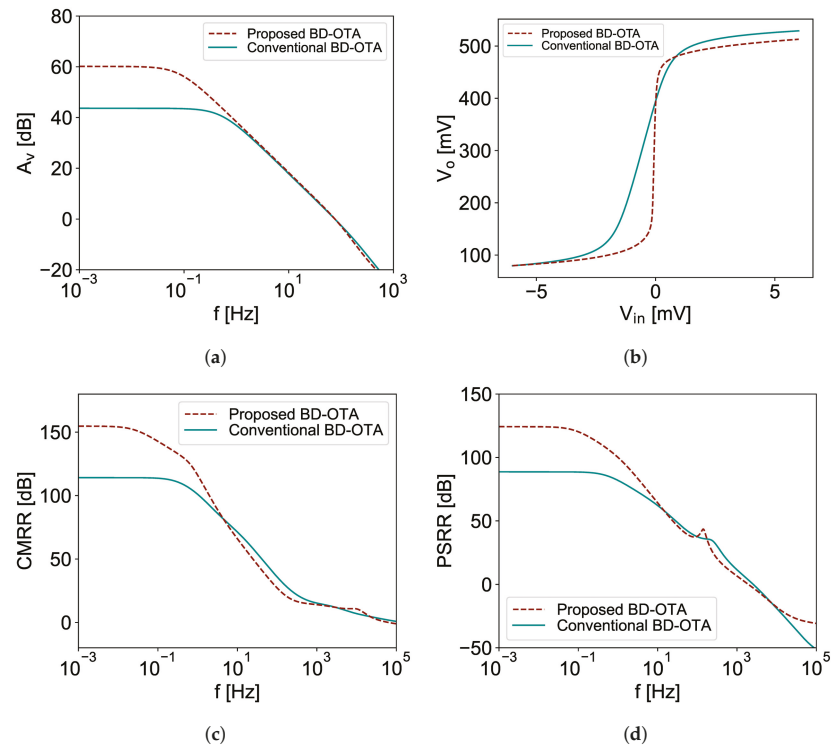 80
60
40
20
0
−20
A_v [dB]
Proposed BD-OTA
Conventional BD-OTA
10^−3
10^−1
10^1
10^3
f [Hz]
(a)
500
400
300
200
100
V_o [mV]
Proposed BD-OTA
Conventional BD-OTA
−5
0
5
V_in [mV]
(b)
150
100
50
0
CMRR [dB]
Proposed BD-OTA
Conventional BD-OTA
10^−3
10^−1
10^1
10^3
10^5
f [Hz]
(c)
150
100
50
0
−50
PSRR [dB]
Proposed BD-OTA
Conventional BD-OTA
10^−3
10^−1
10^1
10^3
10^5
f [Hz]
(d)